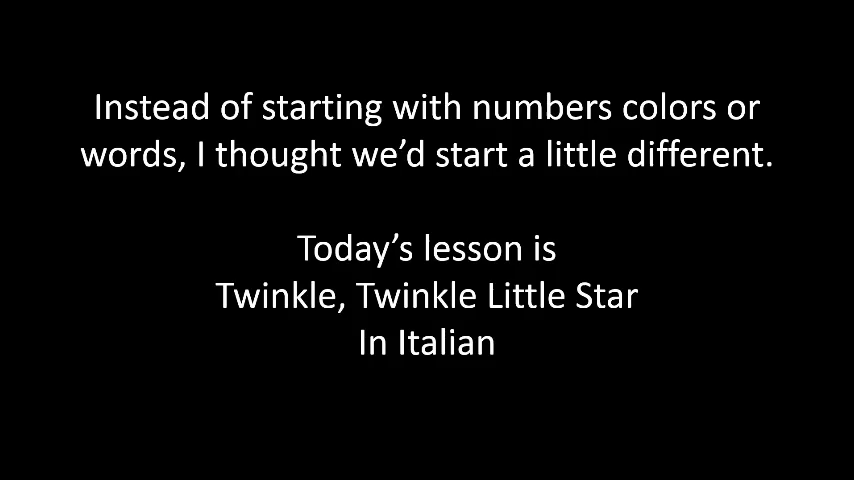 Instead of starting with numbers colors or
words, I thought we’d start a little different.
Today’s lesson is
Twinkle, Twinkle Little Star
In Italian